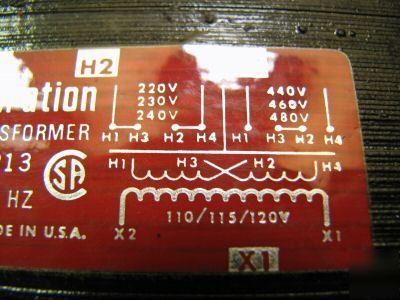 H2
220V 440V
ration 230V 460V
240V 480V
SFORMER H1 H3 H2 H4 H1 H3 H2 H4
213 SA H1 H3 H2 H4
HZ
110/115/120V
DE IN U.S.A. X2 X1
X1